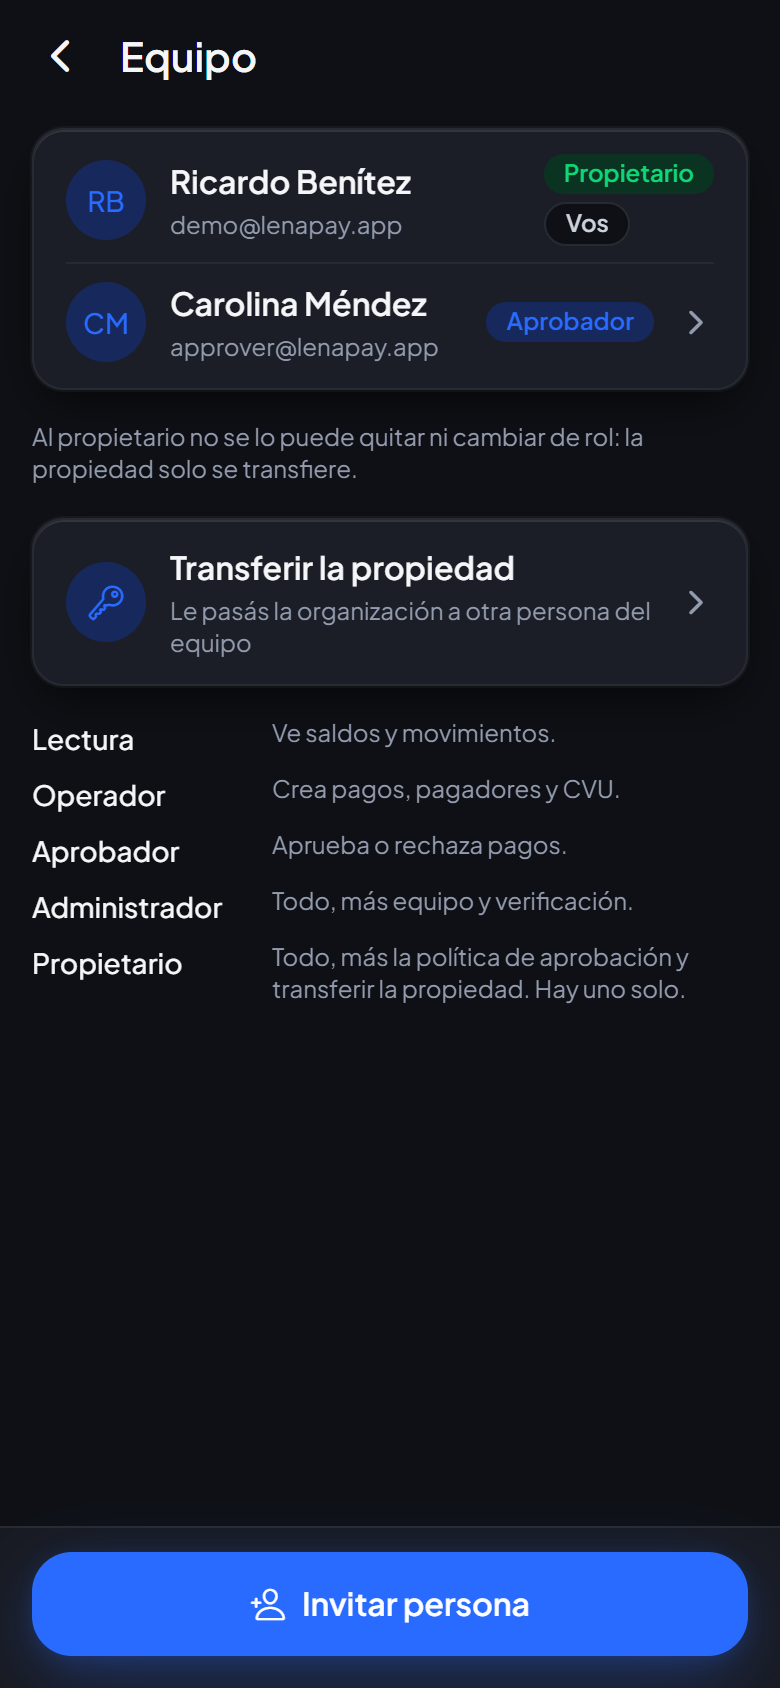 Equipo
RB
Ricardo Benítez
demo@lenapay.app
Propietario
Vos
CM
Carolina Méndez
approver@lenapay.app
Aprobador
Al propietario no se lo puede quitar ni cambiar de rol: la
propiedad solo se transfiere.
Transferir la propiedad
Le pasás la organización a otra persona del
equipo
Lectura
Ve saldos y movimientos.
Operador
Crea pagos, pagadores y CVU.
Aprobador
Aprueba o rechaza pagos.
Administrador
Todo, más equipo y verificación.
Propietario
Todo, más la política de aprobación y
transferir la propiedad. Hay uno solo.
Invitar persona